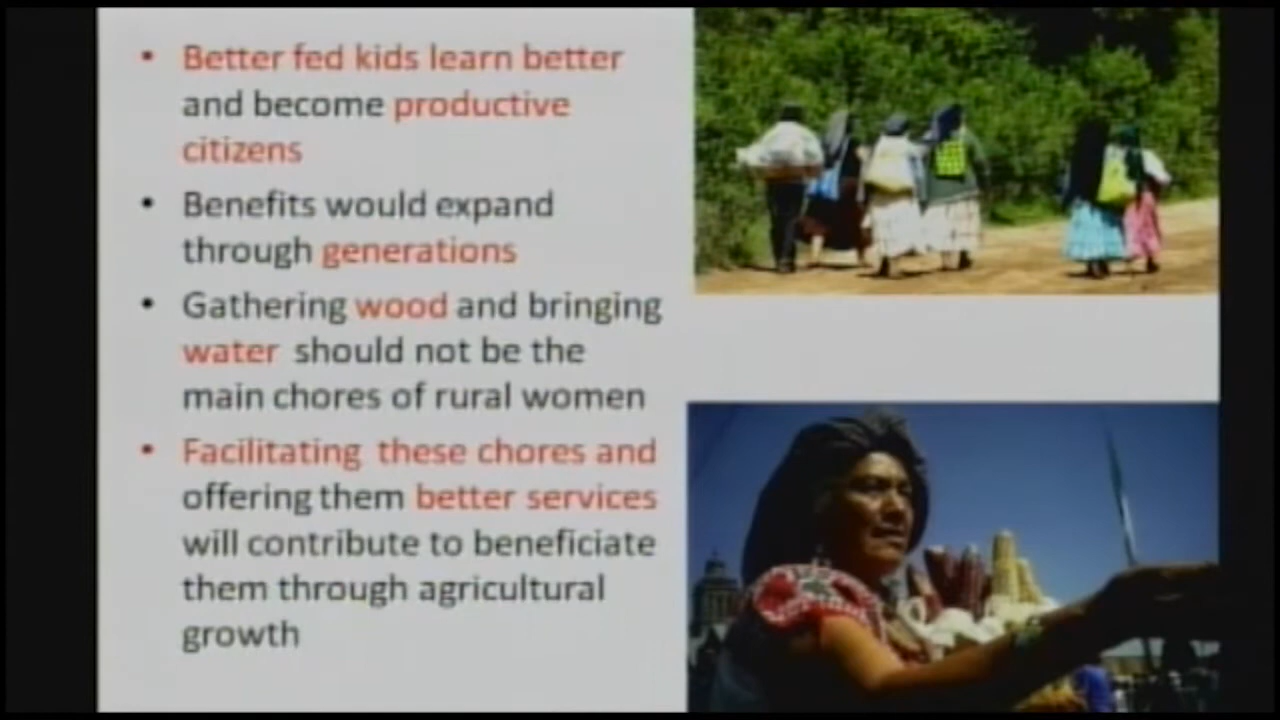 • Better fed kids learn better
and become productive
citizens
• Benefits would expand
through generations
• Gathering wood and bringing
water should not be the
main chores of rural women
• Facilitating these chores and
offering them better services
will contribute to beneficiate
them through agricultural
growth